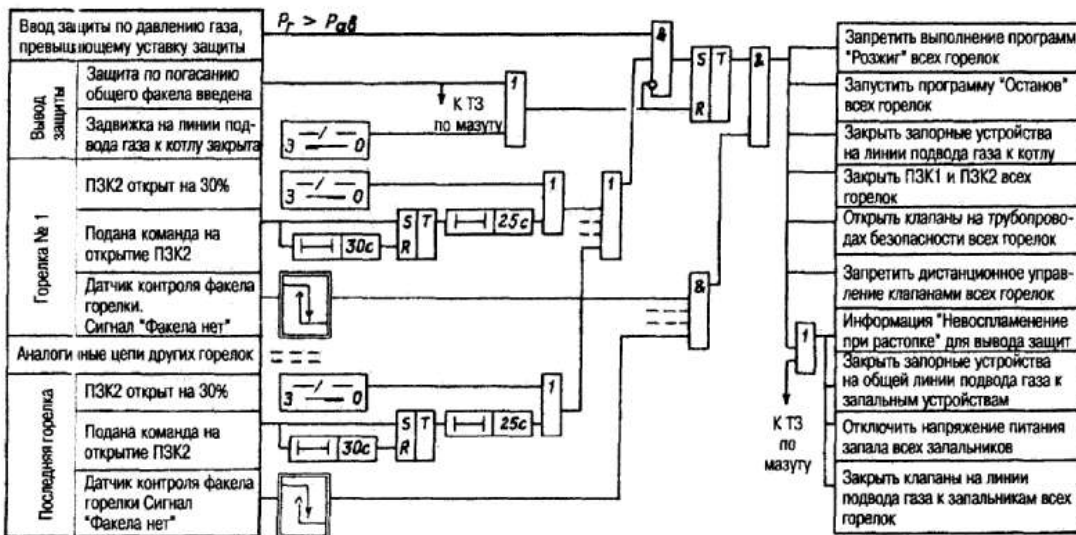 Ввод защиты по давлению газа,
превышающему уставку защиты
Pг > Pав
Вывод
защиты
Защита по погасанию
общего факела введена
Задвижка на линии под-
вода газа к котлу закрыта
З О
К ТЗ
по мазуту
1
Горелка № 1
ПЗК2 открыт на 30%
З О
Подана команда на
открытие ПЗК2
30с
S T
R
25с
1
1
Датчик контроля факела
горелки.
Сигнал "Факела нет"
Аналогичные цепи других горелок
Последняя горелка
ПЗК2 открыт на 30%
З О
Подана команда на
открытие ПЗК2
30с
S T
R
25с
1
Датчик контроля факела
горелки Сигнал
"Факела нет"
&
S T
R
&
&
1
К ТЗ
по
мазуту
Запретить выполнение программ
"Розжиг" всех горелок
Запустить программу "Останов"
всех горелок
Закрыть запорные устройства
на линии подвода газа к котлу
Закрыть ПЗК1 и ПЗК2 всех
горелок
Открыть клапаны на трубопрово-
дах безопасности всех горелок
Запретить дистанционное управ-
ление клапанами всех горелок
Информация "Невоспламенение
при растопке" для вывода защит
Закрыть запорные устройства
на общей линии подвода газа к
запальным устройствам
Отключить напряжение питания
запала всех запальников
Закрыть клапаны на линии
подвода газа к запальникам всех
горелок